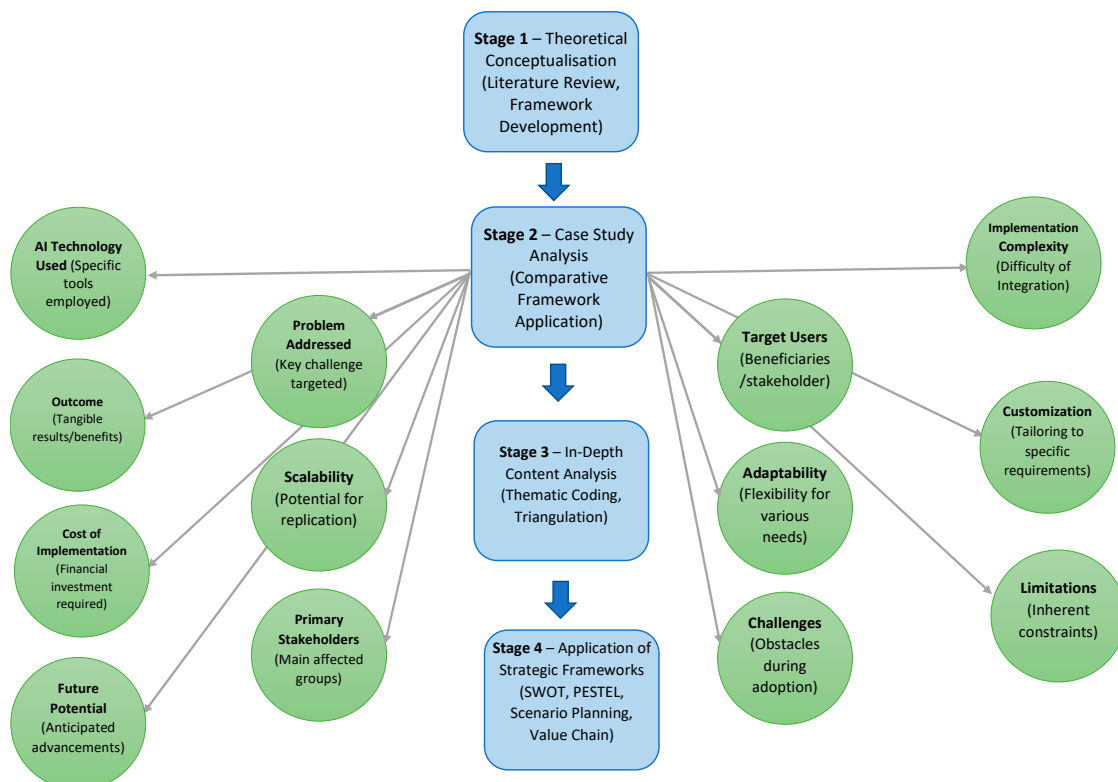 Stage 1 – Theoretical
Conceptualisation
(Literature Review,
Framework
Development)
Stage 2 – Case Study
Analysis
(Comparative
Framework
Application)
Stage 3 – In-Depth
Content Analysis
(Thematic Coding,
Triangulation)
Stage 4 – Application of
Strategic Frameworks
(SWOT, PESTEL,
Scenario Planning,
Value Chain)
AI Technology
Used (Specific
tools
employed)
Outcome
(Tangible
results/benefits)
Cost of
Implementation
(Financial
investment
required)
Future
Potential
(Anticipated
advancements)
Problem
Addressed
(Key challenge
targeted)
Scalability
(Potential for
replication)
Primary
Stakeholders
(Main affected
groups)
Target Users
(Beneficiaries
/stakeholder)
Adaptability
(Flexibility for
various
needs)
Challenges
(Obstacles
during
adoption)
Implementation
Complexity
(Difficulty of
Integration)
Customization
(Tailoring to
specific
requirements)
Limitations
(Inherent
constraints)